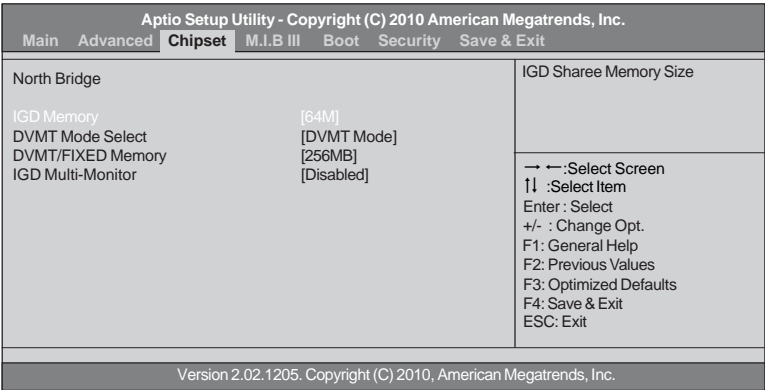 Aptio Setup Utility - Copyright (C) 2010 American Megatrends, Inc.
Main Advanced Chipset M.I.B III Boot Security Save & Exit
North Bridge
IGD Memory [64M]
DVMT Mode Select [DVMT Mode]
DVMT/FIXED Memory [256MB]
IGD Multi-Monitor [Disabled]
IGD Sharee Memory Size
→ ←:Select Screen
↑↓ :Select Item
Enter : Select
+/- : Change Opt.
F1: General Help
F2: Previous Values
F3: Optimized Defaults
F4: Save & Exit
ESC: Exit
Version 2.02.1205. Copyright (C) 2010, American Megatrends, Inc.